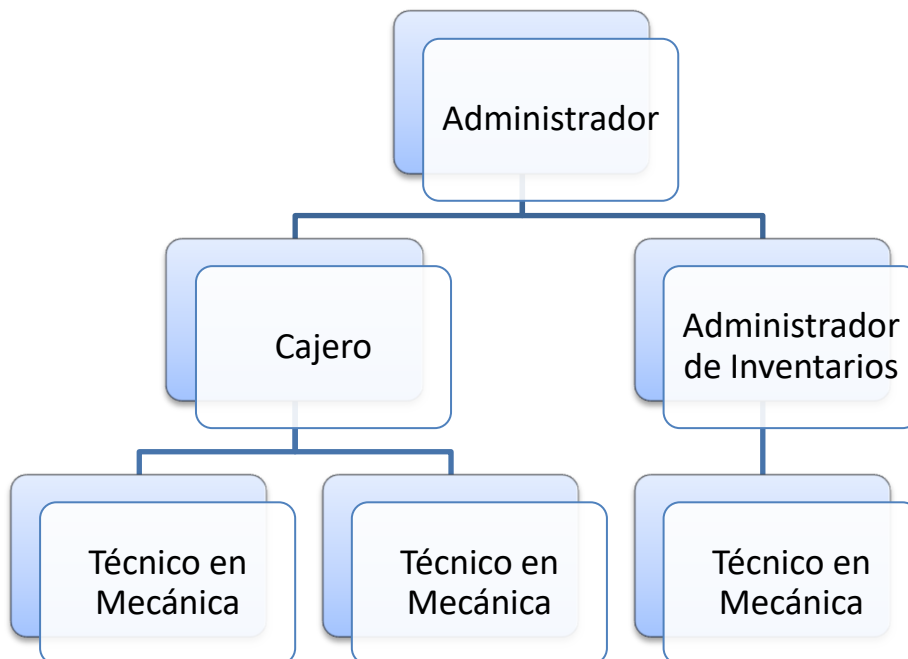 Administrador
Cajero
Administrador
de Inventarios
Técnico en
Mecánica
Técnico en
Mecánica
Técnico en
Mecánica